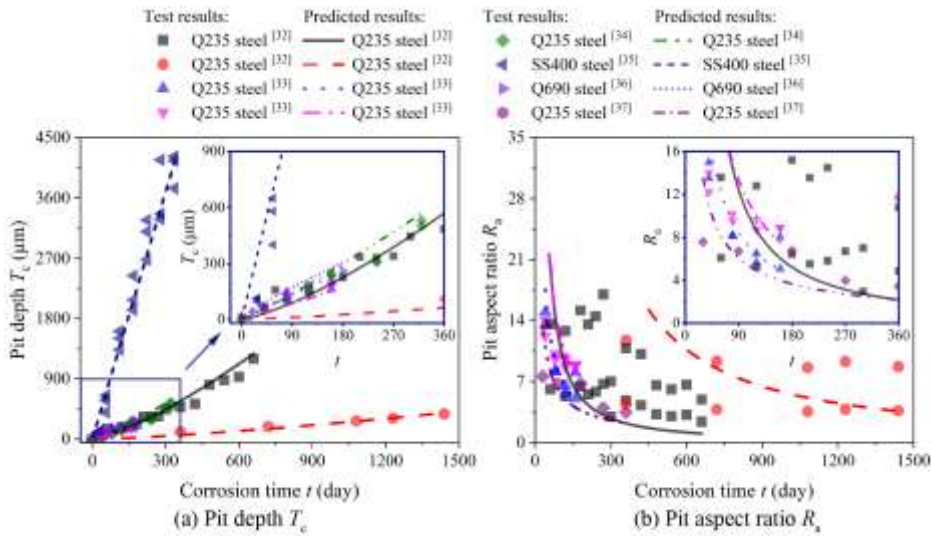 Test results: Predicted results: Test results: Predicted results:
Q235 steel [32] Q235 steel [32] Q235 steel [34] Q235 steel [34]
Q235 steel [32] Q235 steel [32] SS400 steel [35] SS400 steel [35]
Q235 steel [33] Q235 steel [33] Q690 steel [36] Q690 steel [36]
Q235 steel [33] Q235 steel [33] Q235 steel [37] Q235 steel [37]
4500
3600
2700
1800
900
0
Pit depth Tc (μm)
900
600
300
0
Tc (μm)
0 90 180 270 360
t
0 300 600 900 1200 1500
Corrosion time t (day)
(a) Pit depth Tc
35
28
21
14
7
0
Pit aspect ratio Ra
16
12
8
4
0
Ra
0 90 180 270 360
t
0 300 600 900 1200 1500
Corrosion time t (day)
(b) Pit aspect ratio Ra